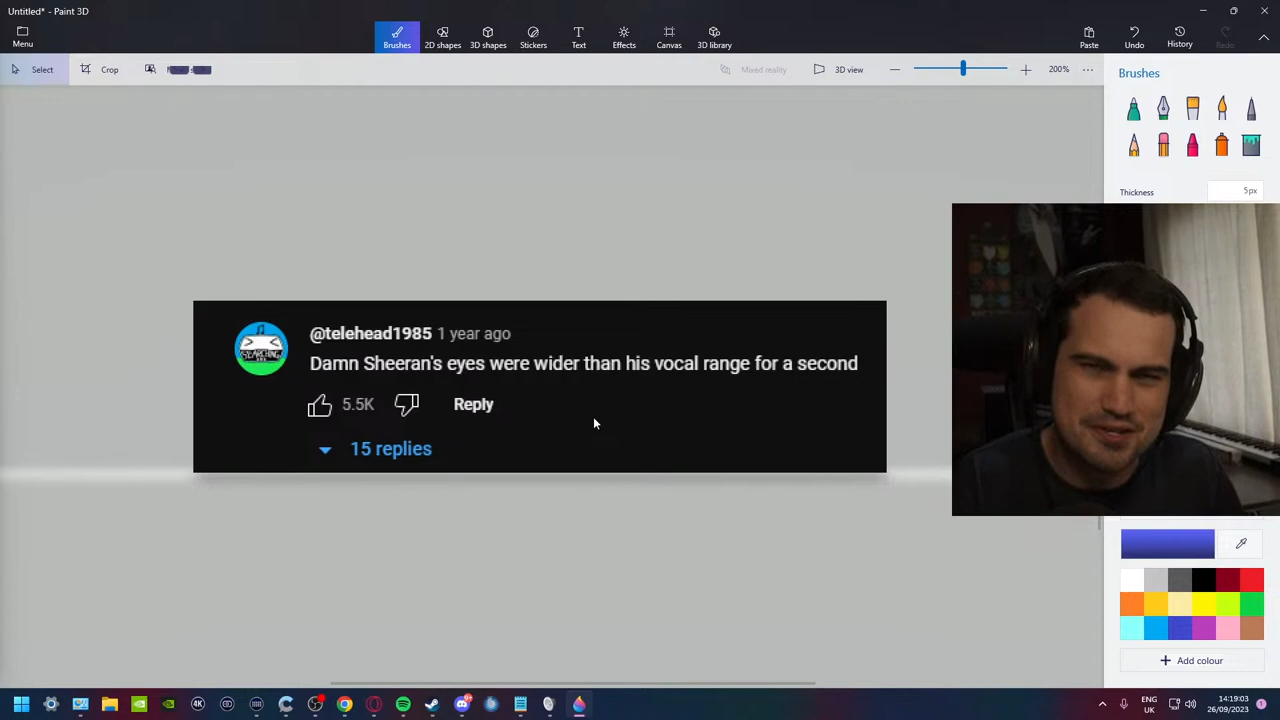 Untitled* - Paint 3D
Menu
Brushes
2D shapes
3D shapes
Stickers
Text
Effects
Canvas
3D library
Paste
Undo
History
Redo
Select
Crop
Mixed reality
3D view
200%
Brushes
Thickness
5px
@telehead1985 1 year ago
Damn Sheeran's eyes were wider than his vocal range for a second
5.5K
Reply
15 replies
Add colour
ENG
UK
14:19:03
26/09/2023